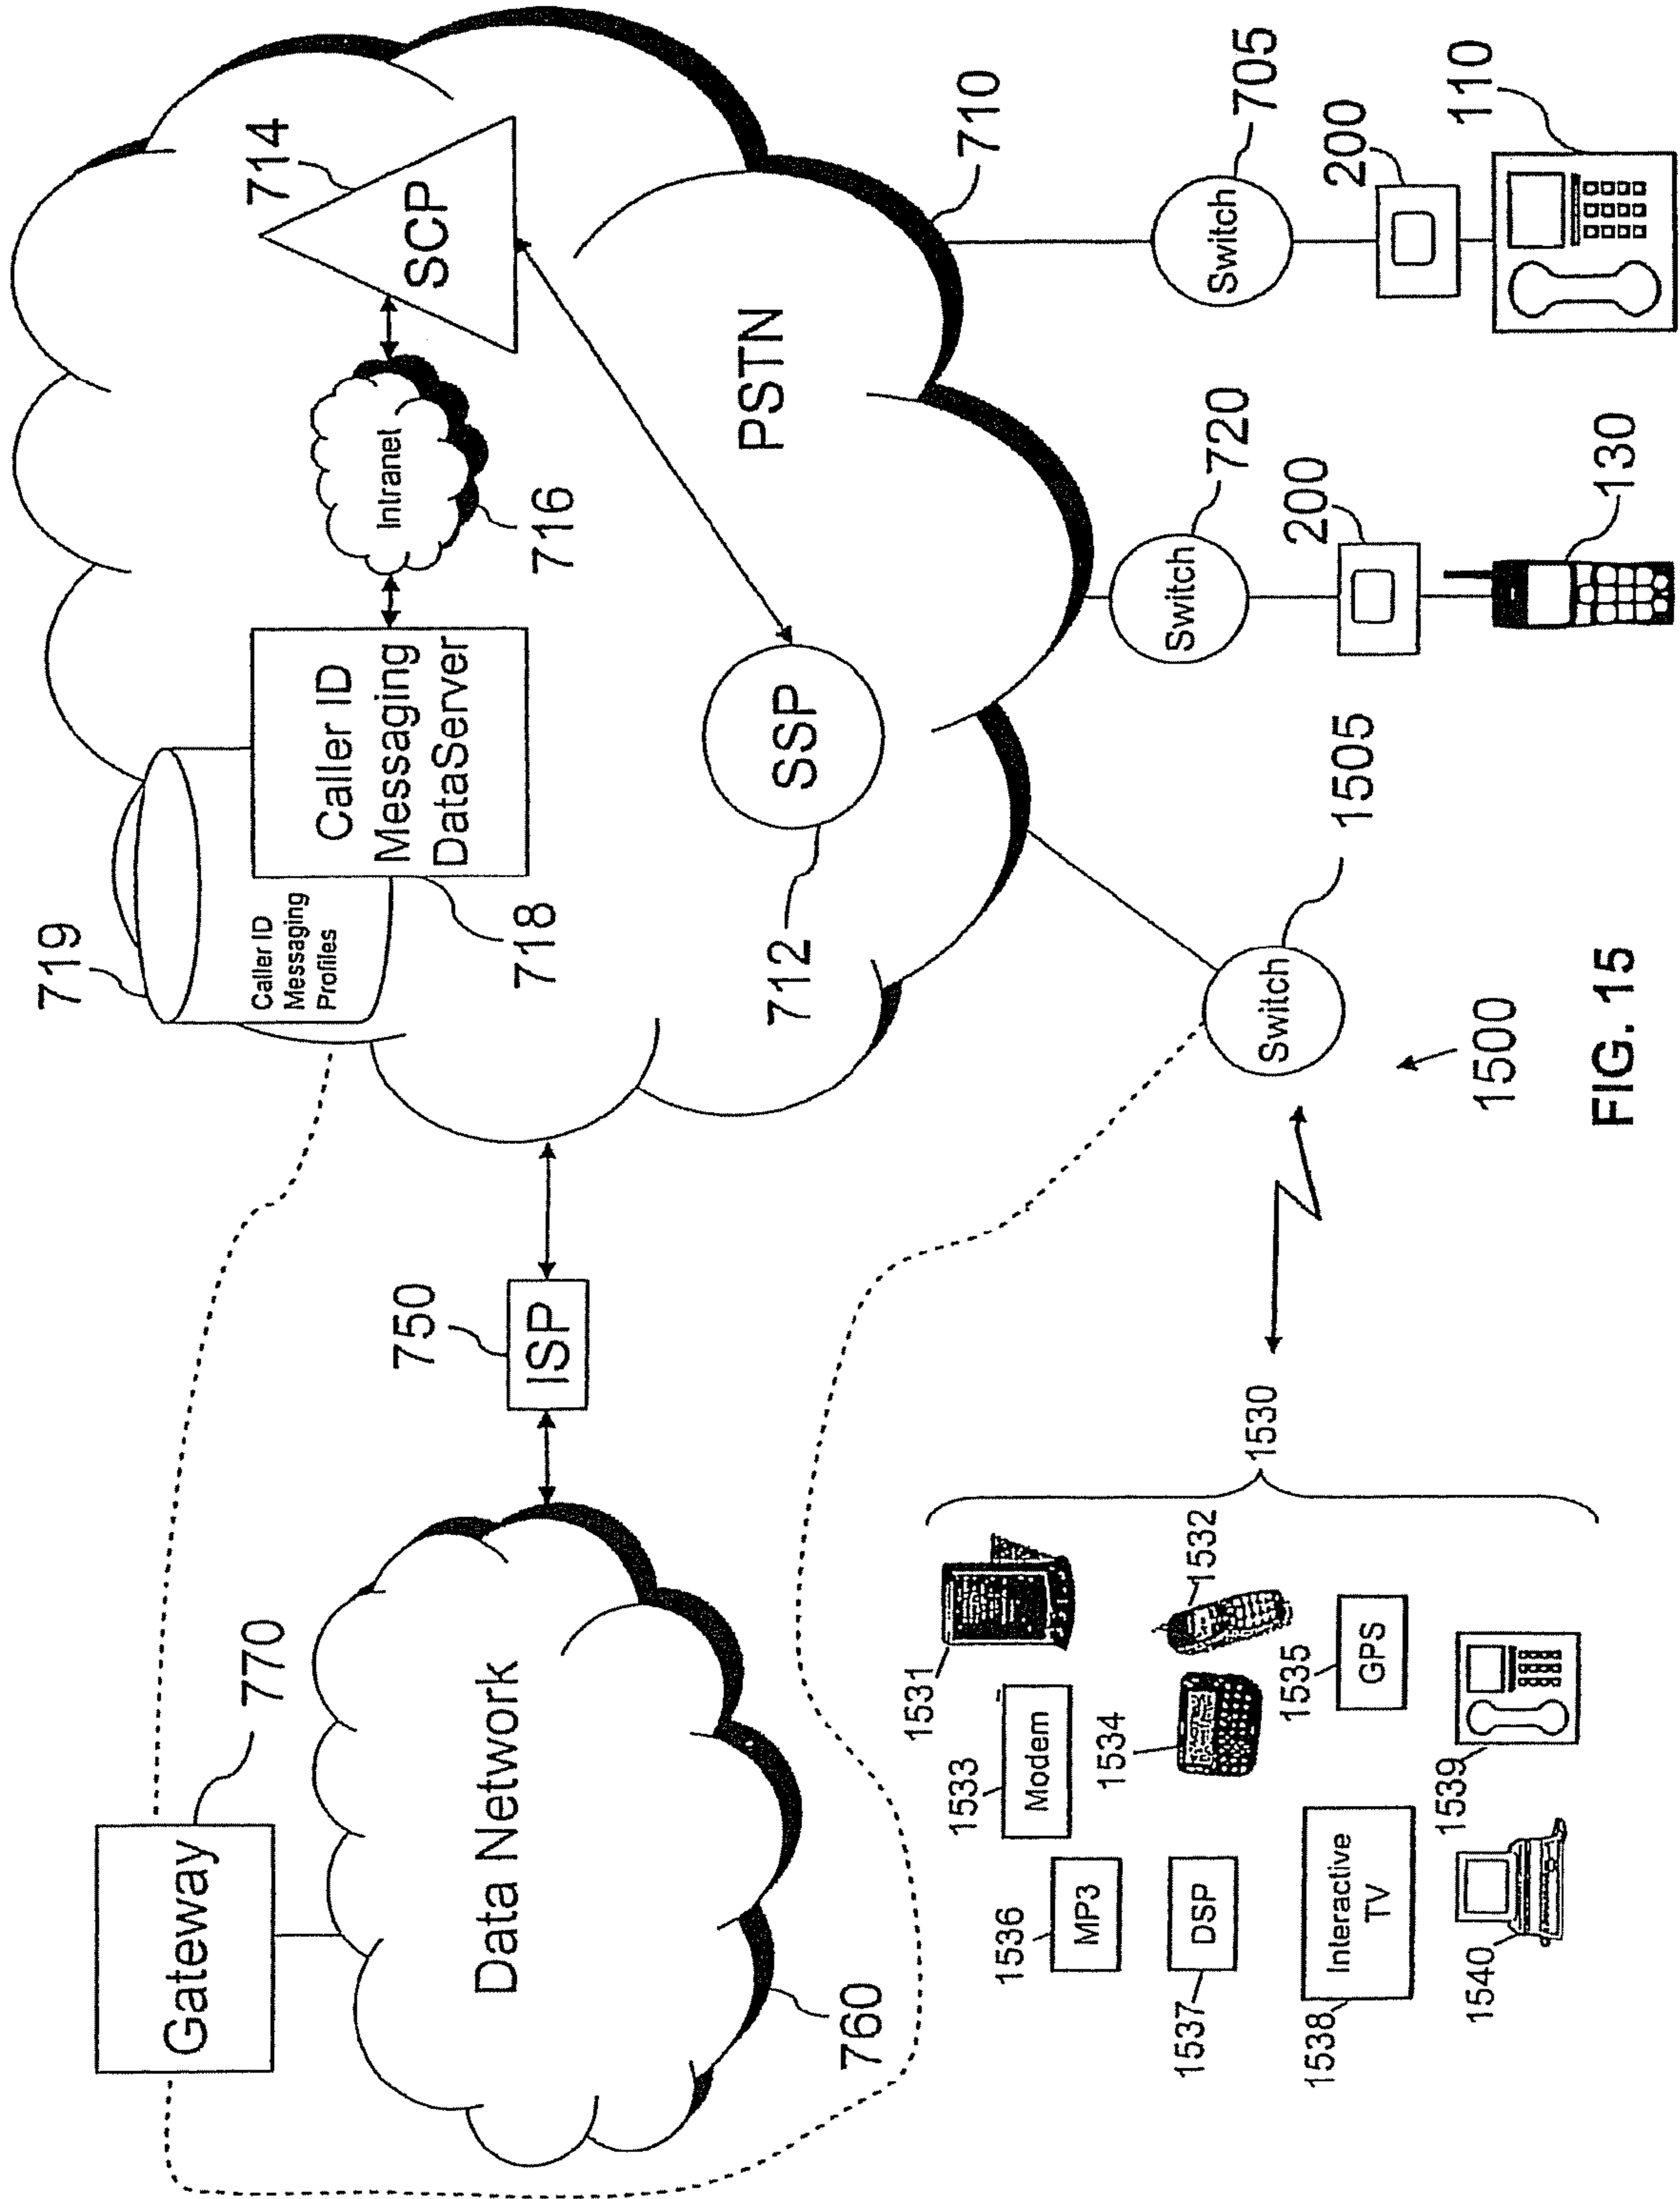 770
Gateway
Data Network
760
750
ISP
719
Caller ID
Messaging
Profiles
Caller ID
Messaging
DataServer
718
Intranet
716
714
SCP
SSP
712
PSTN
710
Switch
705
200
110
Switch
720
200
130
Switch
1505
1500
1530
1531
1532
1533
Modem
1534
1535
GPS
1536
MP3
1537
DSP
1538
Interactive
TV
1539
1540
FIG. 15